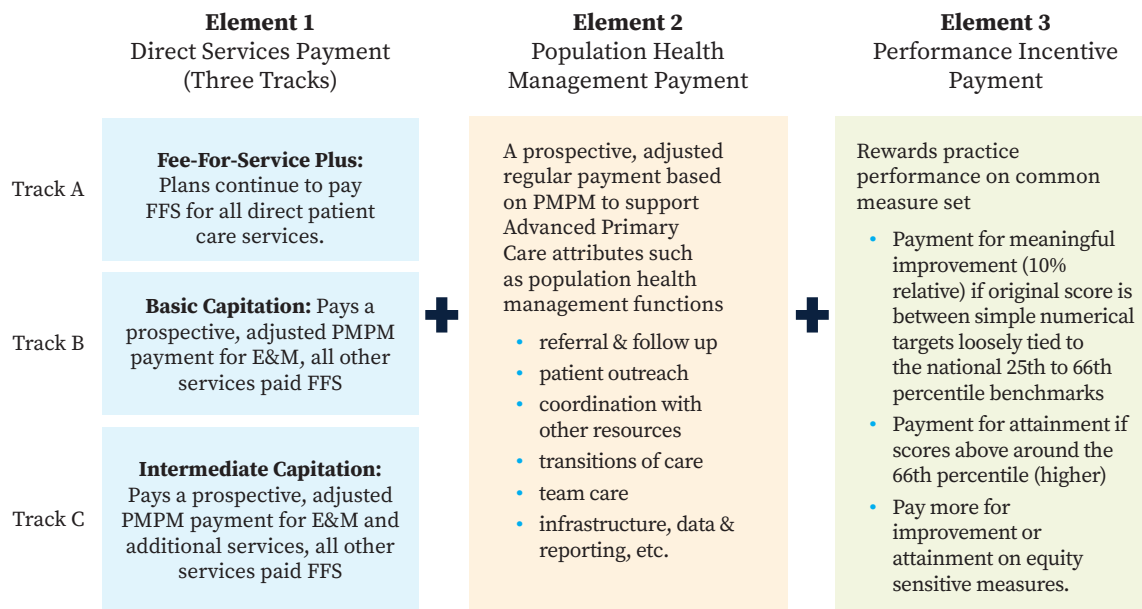 Element 1
Direct Services Payment
(Three Tracks)
Element 2
Population Health
Management Payment
Element 3
Performance Incentive
Payment
Track A
Fee-For-Service Plus:
Plans continue to pay
FFS for all direct patient
care services.
Track B
Basic Capitation: Pays a
prospective, adjusted PMPM
payment for E&M, all other
services paid FFS
Track C
Intermediate Capitation:
Pays a prospective, adjusted
PMPM payment for E&M and
additional services, all other
services paid FFS
A prospective, adjusted
regular payment based
on PMPM to support
Advanced Primary
Care attributes such
as population health
management functions
• referral & follow up
• patient outreach
• coordination with
other resources
• transitions of care
• team care
• infrastructure, data &
reporting, etc.
Rewards practice
performance on common
measure set
• Payment for meaningful
improvement (10%
relative) if original score is
between simple numerical
targets loosely tied to
the national 25th to 66th
percentile benchmarks
• Payment for attainment if
scores above around the
66th percentile (higher)
• Pay more for
improvement or
attainment on equity
sensitive measures.